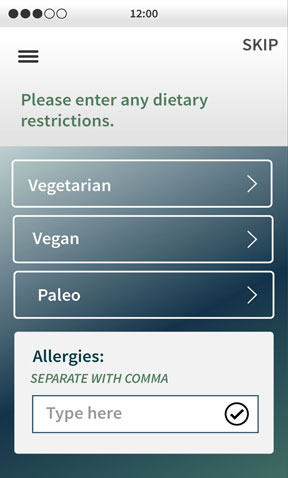 12:00
SKIP
Please enter any dietary
restrictions.
Vegetarian
Vegan
Paleo
Allergies:
SEPARATE WITH COMMA
Type here